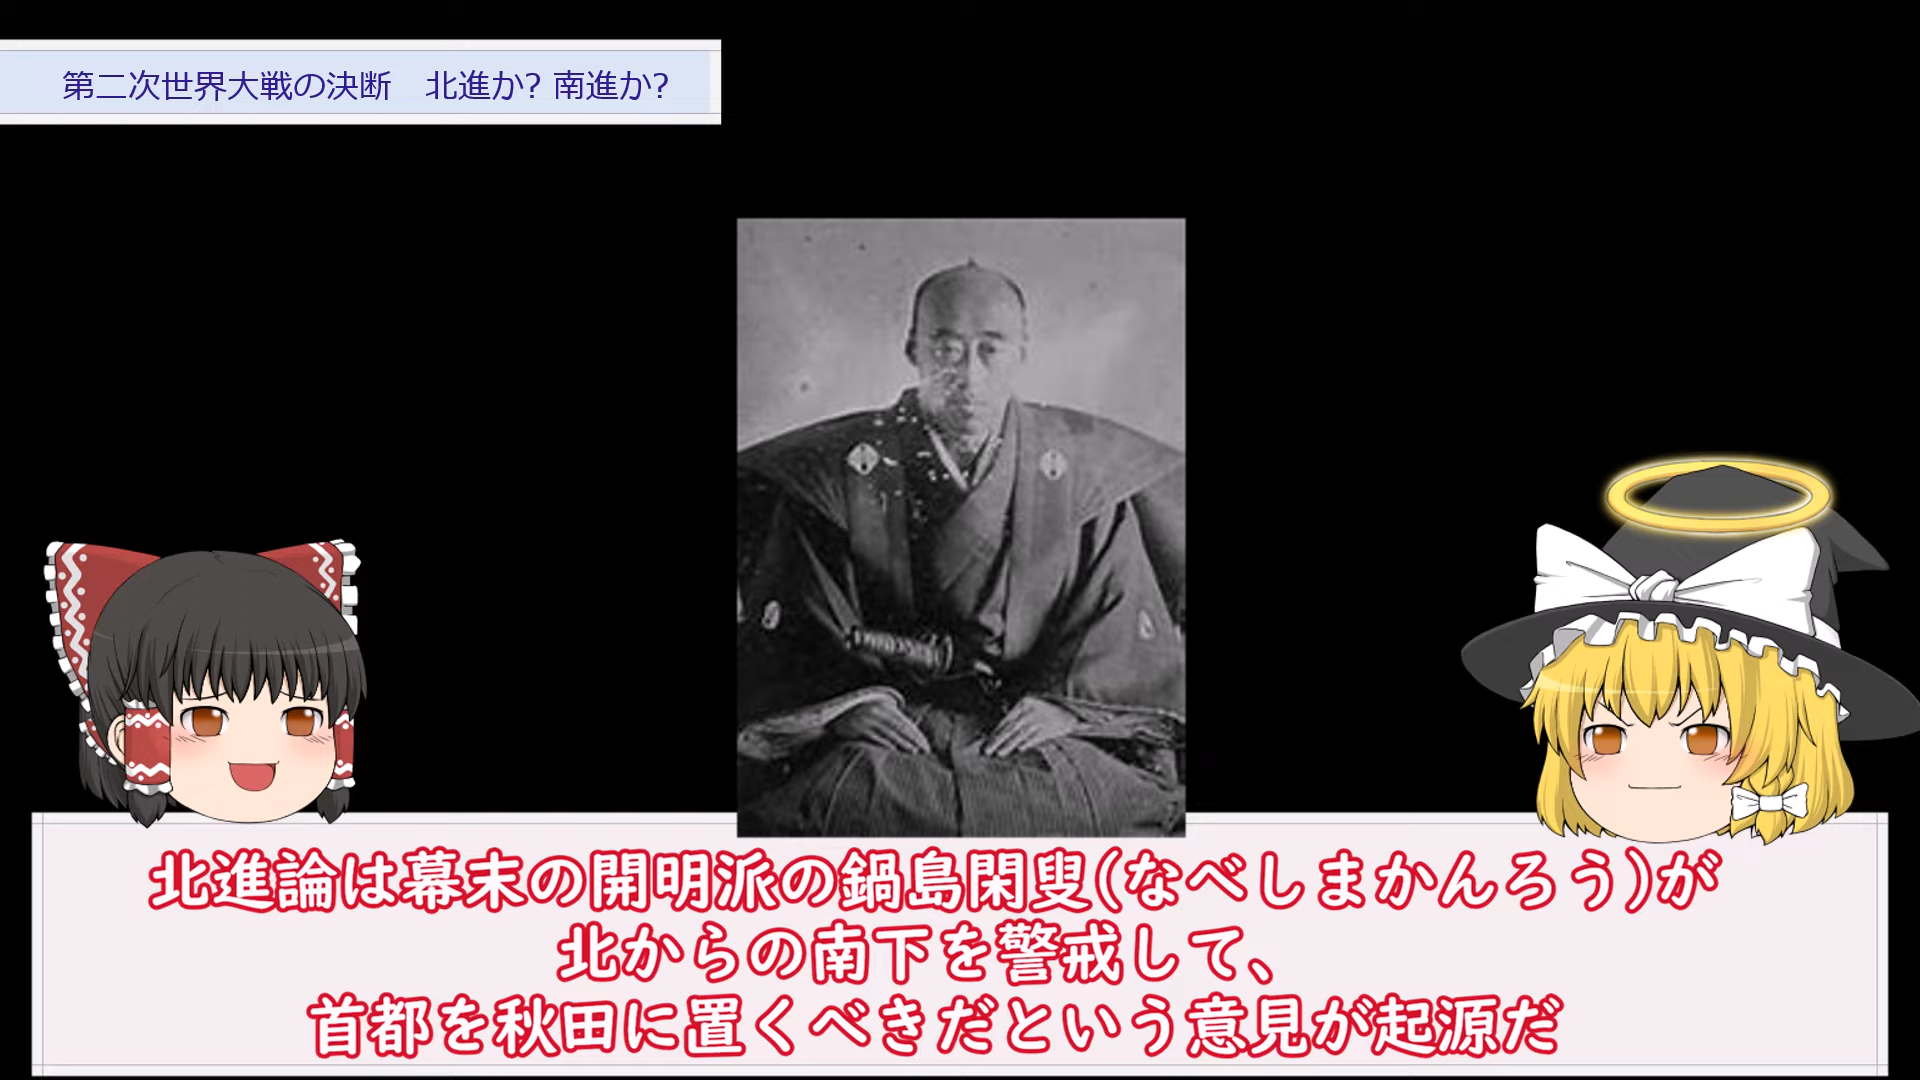 第二次世界大戦の決断　北進か? 南進か?
北進論は幕末の開明派の鍋島閑叟(なべしまかんろう)が
北からの南下を警戒して、
首都を秋田に置くべきだという意見が起源だ